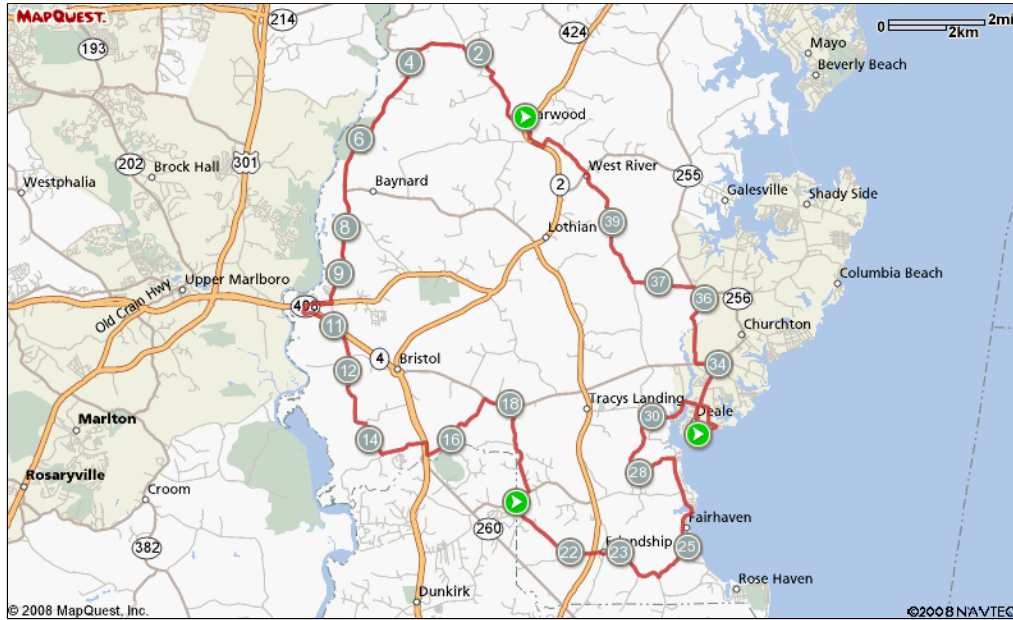 MAPQUEST.
214
424
0 2mi
2km
193
2
4
Mayo
Beverly Beach
arwood
6
202
Brock Hall
301
West River
255
Westphalia
Baynard
2
Galesville
Shady Side
8
39
Lothian
9
37
Columbia Beach
Upper Marlboro
Old Crain Hwy
408
36
256
11
4
Churchton
12
Bristol
34
18
Tracys Landing
30
Deale
Marlton
14
16
28
Rosaryville
Croom
260
Fairhaven
382
22
Friendship
23
25
Dunkirk
Rose Haven
© 2008 MapQuest, Inc.
©2008 NAVTEQ